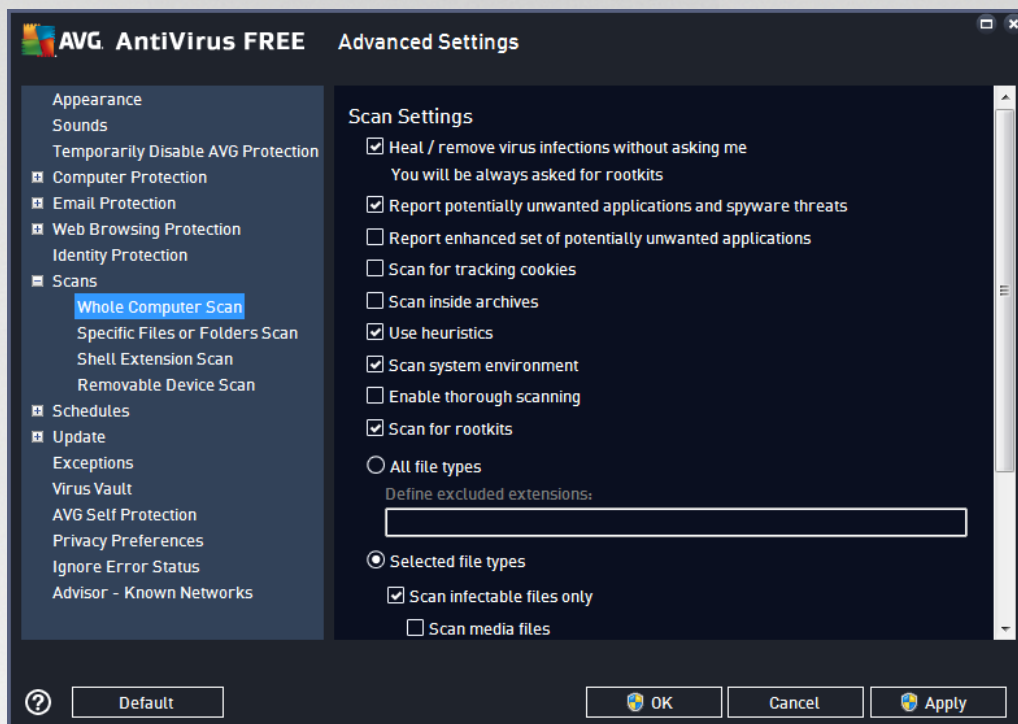 AVG. AntiVirus FREE Advanced Settings
Appearance
Sounds
Temporarily Disable AVG Protection
Computer Protection
Email Protection
Web Browsing Protection
Identity Protection
Scans
Whole Computer Scan
Specific Files or Folders Scan
Shell Extension Scan
Removable Device Scan
Schedules
Update
Exceptions
Virus Vault
AVG Self Protection
Privacy Preferences
Ignore Error Status
Advisor - Known Networks
Scan Settings
Heal / remove virus infections without asking me
You will be always asked for rootkits
Report potentially unwanted applications and spyware threats
Report enhanced set of potentially unwanted applications
Scan for tracking cookies
Scan inside archives
Use heuristics
Scan system environment
Enable thorough scanning
Scan for rootkits
All file types
Define excluded extensions:
Selected file types
Scan infectable files only
Scan media files
? Default OK Cancel Apply